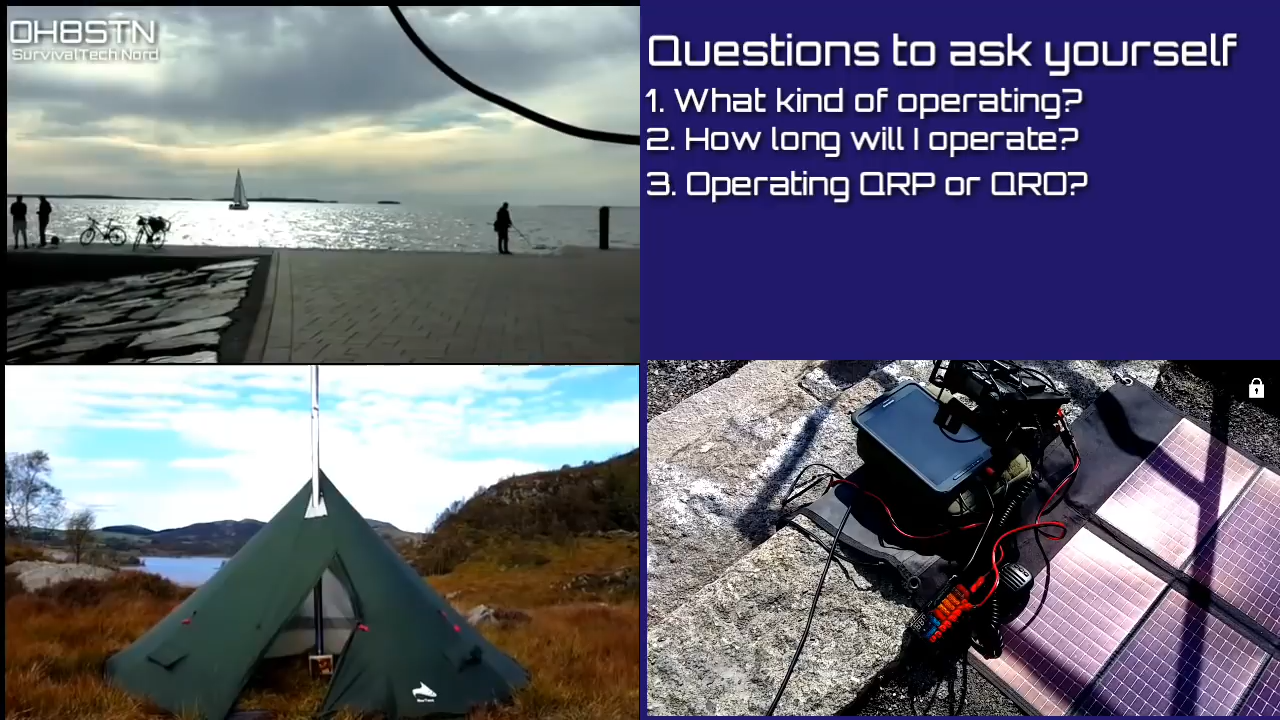 OH8STN
SurvivalTech Nord
Questions to ask yourself
1. What kind of operating?
2. How long will I operate?
3. Operating QRP or QRO?